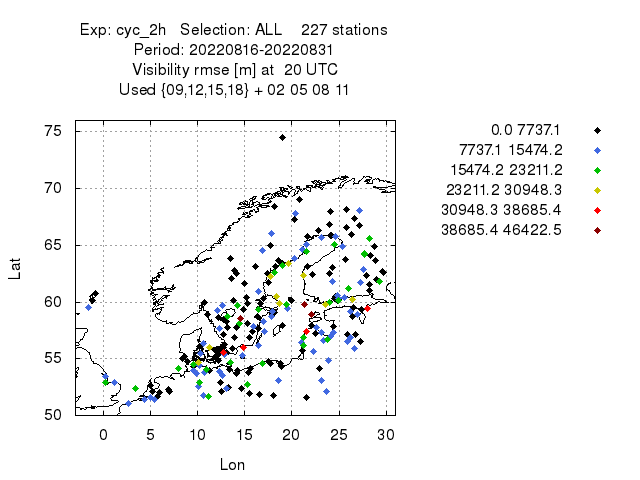 Exp: cyc_2h   Selection: ALL    227 stations
Period: 20220816-20220831
Visibility rmse [m] at  20 UTC
Used {09,12,15,18} + 02 05 08 11
0.0 7737.1
7737.1 15474.2
15474.2 23211.2
23211.2 30948.3
30948.3 38685.4
38685.4 46422.5
75
70
65
60
55
50
Lat
0 5 10 15 20 25 30
Lon